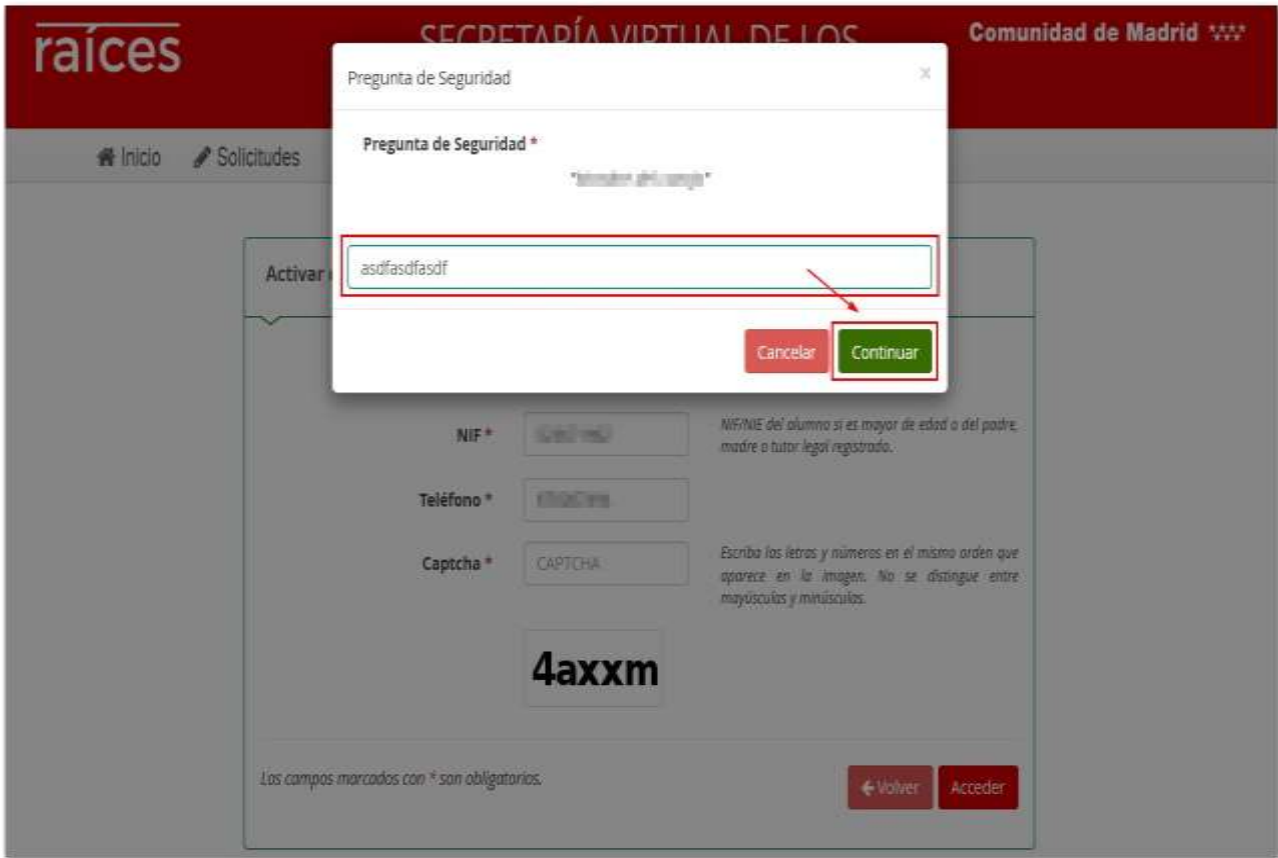 raíces
SECRETARÍA VIRTUAL DE LOS
Comunidad de Madrid
Pregunta de Seguridad
x
Inicio
Solicitudes
Pregunta de Seguridad *
Activar
asdfasdfasdf
Cancelar
Continuar
NIF *
NIF/NIE del alumno si es mayor de edad o del padre,
madre o tutor legal registrado.
Teléfono *
Captcha *
CAPTCHA
Escriba las letras y números en el mismo orden que
aparece en la imagen. No se distingue entre
mayúsculas y minúsculas.
4axxm
Los campos marcados con * son obligatorios.
Volver
Acceder